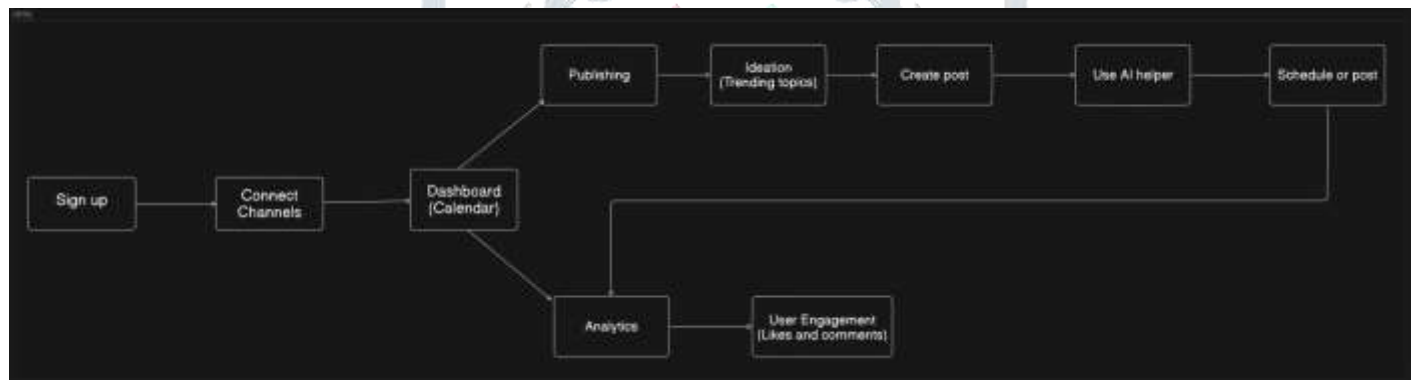 Publishing
Ideation
(Trending topics)
Create post
Use AI helper
Schedule or post
Sign up
Connect
Channels
Dashboard
(Calendar)
Analytics
User Engagement
(Likes and comments)